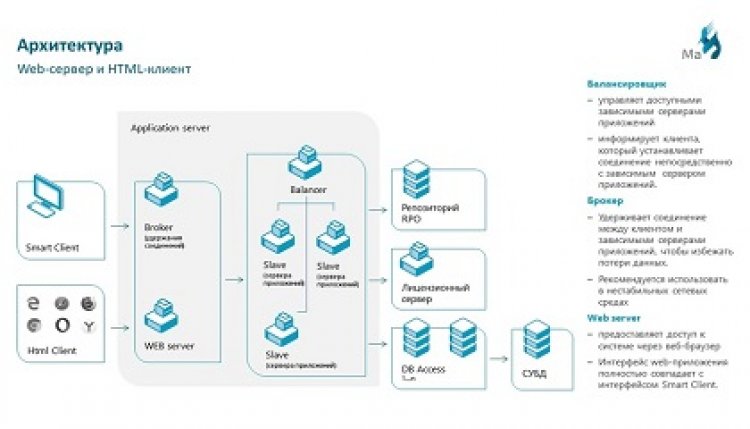 Архитектура
Web-сервер и HTML-клиент
Ma
Application server
Smart Client
Html Client
Broker
(удержания
соединений)
WEB server
Balancer
Slave
(сервера
приложений)
Slave
(сервера
приложений)
Slave
(сервера приложений)
Репозиторий
RPO
Лицензионный
сервер
DB Access
1..n
СУБД
Балансировщик
– управляет доступными
зависимыми серверами
приложений
– информирует клиента,
который устанавливает
соединение непосредственно
с зависимым сервером
приложений.
Брокер
– Удерживает соединение
между клиентом и
зависимыми серверами
приложений, чтобы избежать
потери данных.
– Рекомендуется использовать
в нестабильных сетевых
средах
Web server
– предоставляет доступ к
системе через веб-браузер
– Интерфейс web-приложения
полностью совпадает с
интерфейсом Smart Client.